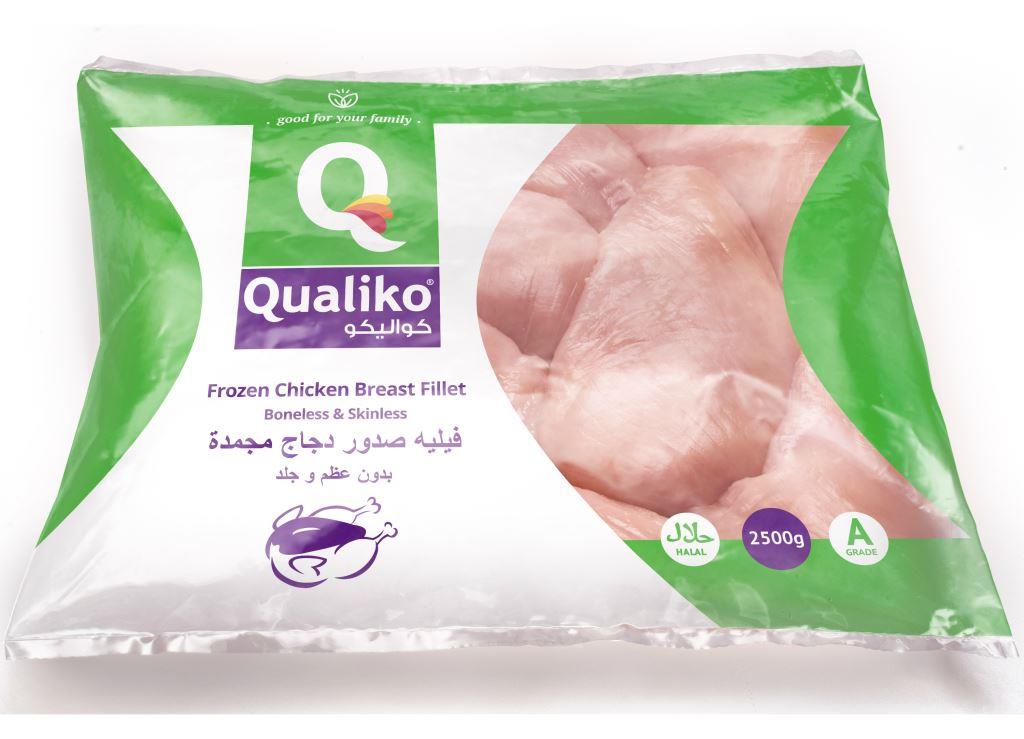 . good for your family .
Qualiko®
كواليكو
Frozen Chicken Breast Fillet
Boneless & Skinless
فيليه صدور دجاج مجمدة
بدون عظم و جلد
حلال
HALAL
2500g
A
GRADE